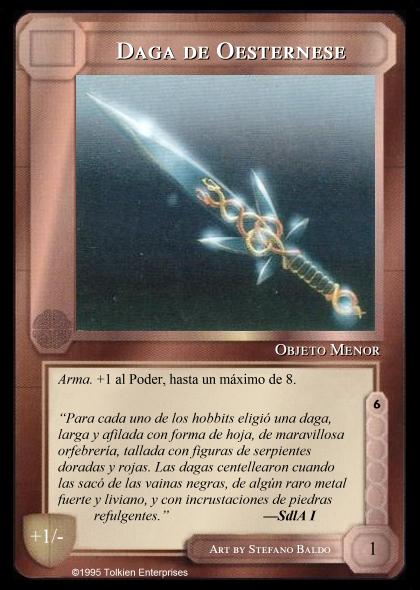 DAGA DE OESTERNESE
OBJETO MENOR
Arma. +1 al Poder, hasta un máximo de 8.
6
“Para cada uno de los hobbits eligió una daga,
larga y afilada con forma de hoja, de maravillosa
orfebrería, tallada con figuras de serpientes
doradas y rojas. Las dagas centellearon cuando
las sacó de las vainas negras, de algún raro metal
fuerte y liviano, y con incrustaciones de piedras
refulgentes.” —SdlA I
+1/-
ART BY STEFANO BALDO
1
©1995 Tolkien Enterprises